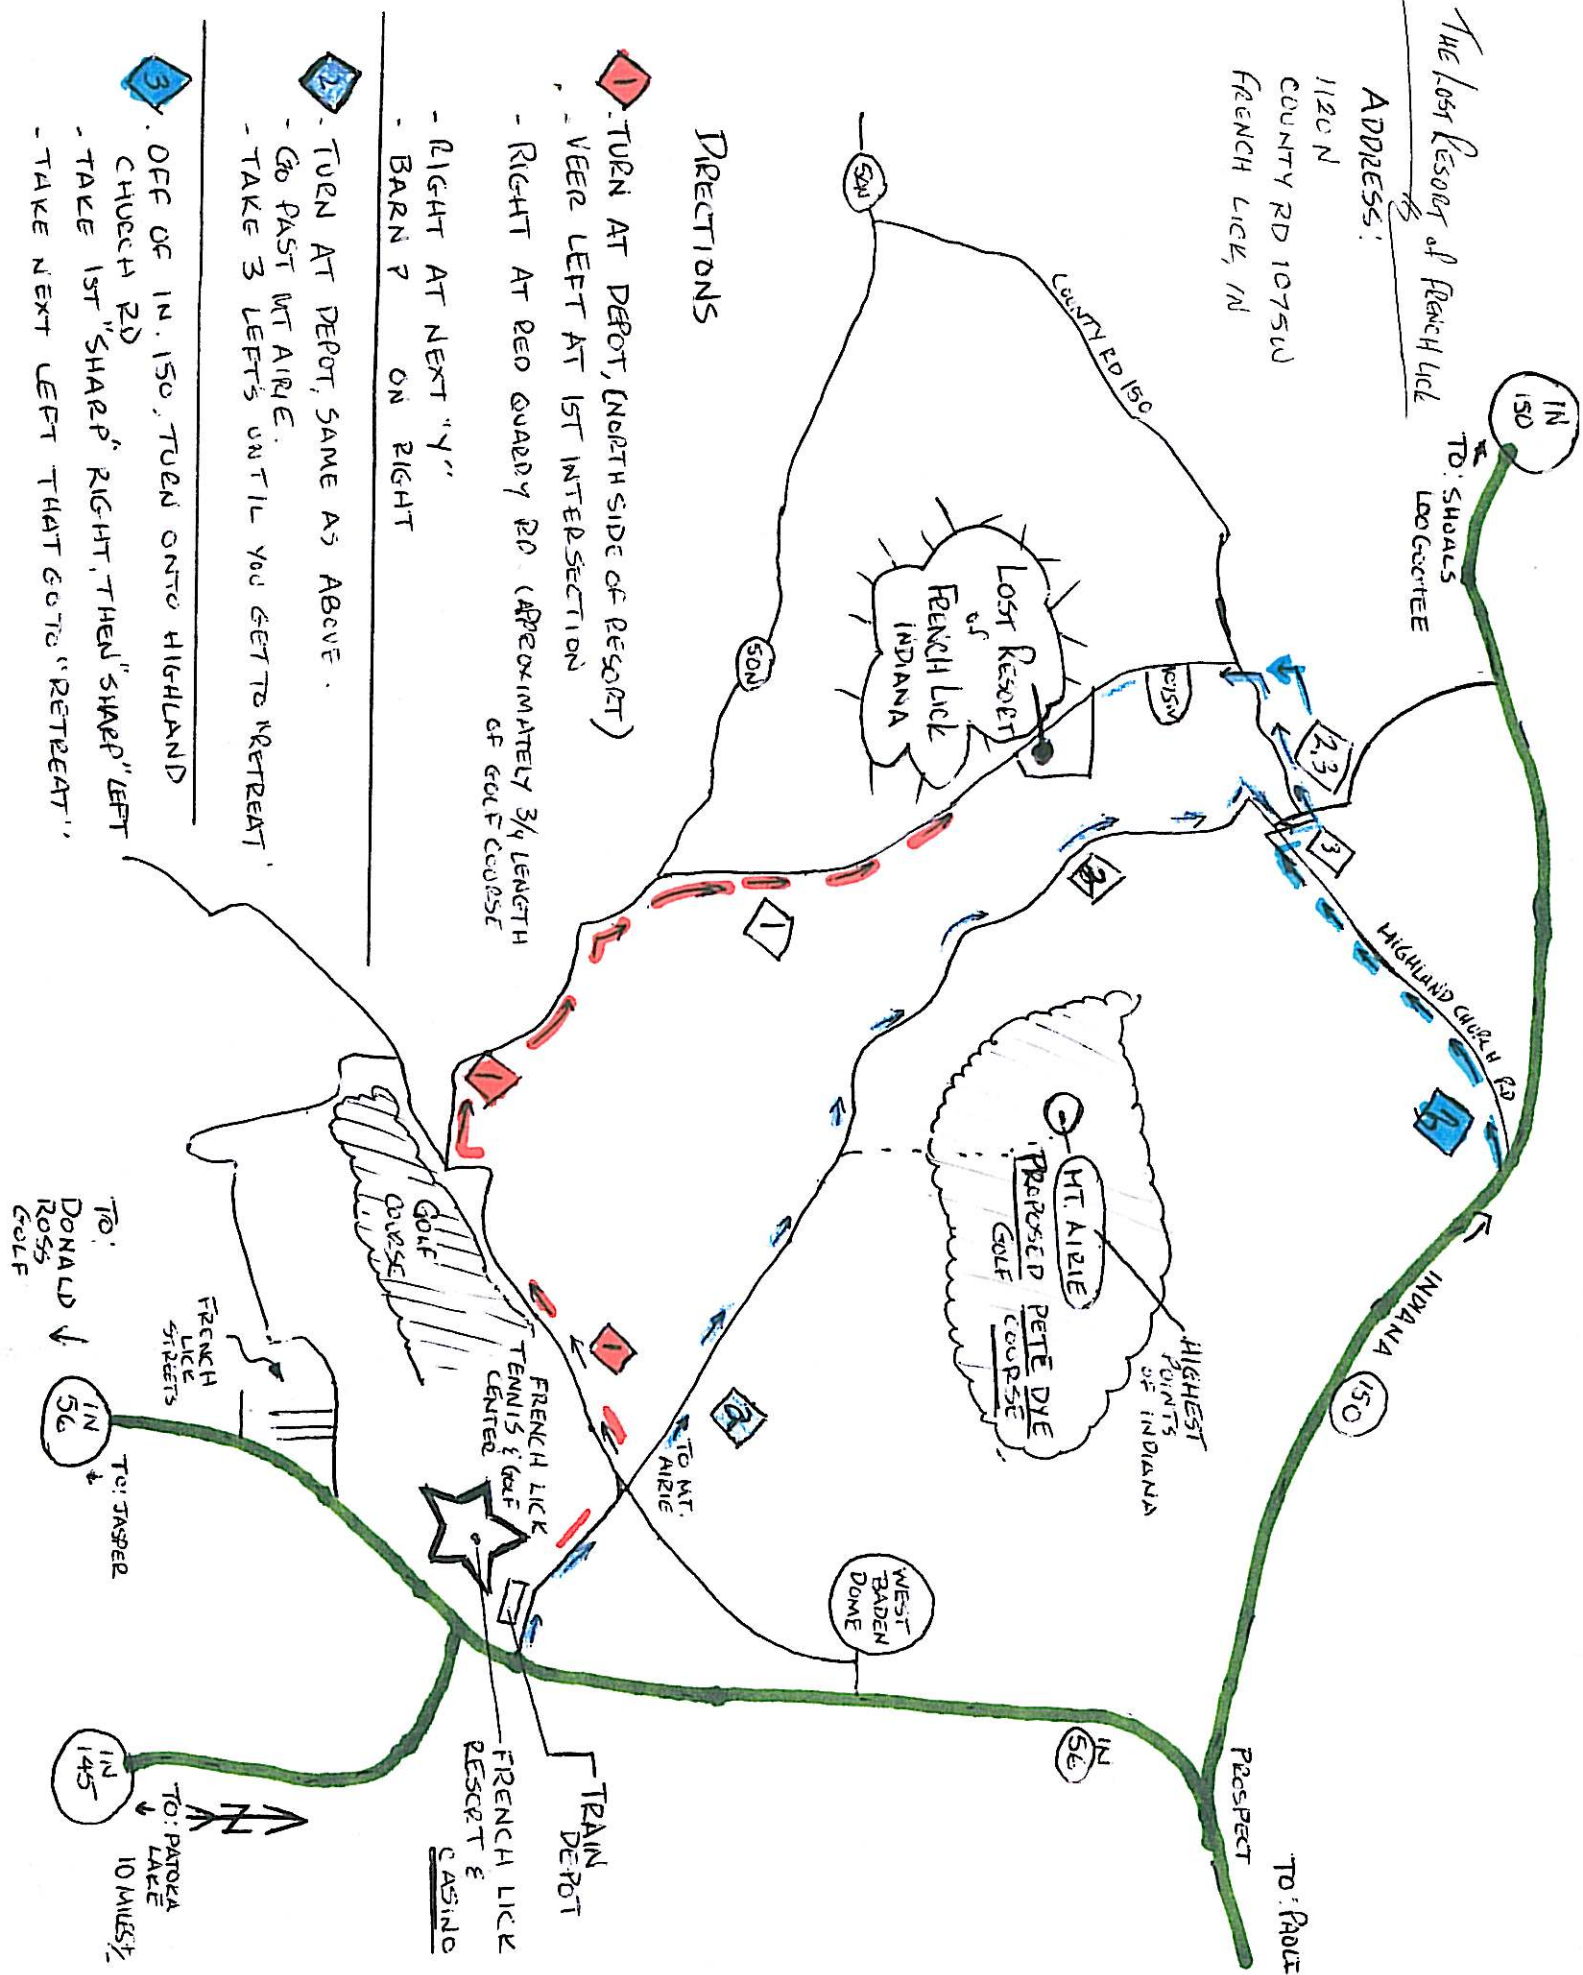 THE LOST RESORT of FRENCH LICK
ADDRESS:
1120 N
COUNTY RD 1075W
FRENCH LICK, IN
IN
150
TO: SHOALS
LOOGOOTEE
COUNTY RD 150
50N
50N
1075W
LOST RESORT
of
FRENCH LICK
INDIANA
2,3
3
HIGHLAND CHURCH RD
2
1
1
1
2
MT. AIRIE
PROPOSED PETE DYE
GOLF COURSE
HIGHEST
POINTS
OF INDIANA
INDIANA
150
TO MT.
AIRIE
WEST
BADEN
DOME
IN
56
PROSPECT
TO: PAOLI
GOLF
COURSE
FRENCH LICK
TENNIS & GOLF
CENTER
TRAIN
DEPOT
FRENCH LICK
RESORT &
CASINO
FRENCH
LICK
STREETS
TO:
DONALD
ROSS
GOLF
IN
56
TO: JASPER
IN
145
TO: PATOKA
LAKE
10 MILES±
N
DIRECTIONS
1 . TURN AT DEPOT, (NORTH SIDE OF RESORT)
- VEER LEFT AT 1ST INTERSECTION
- RIGHT AT RED QUARRY RD. (APPROXIMATELY 3/4 LENGTH
OF GOLF COURSE
- RIGHT AT NEXT "Y"
- BARN ON RIGHT
2 - TURN AT DEPOT, SAME AS ABOVE.
- GO PAST MT AIRIE.
- TAKE 3 LEFTS UNTIL YOU GET TO "RETREAT'
3 . OFF OF IN. 150, TURN ONTO HIGHLAND
CHURCH RD
- TAKE 1ST "SHARP" RIGHT, THEN "SHARP" LEFT
- TAKE NEXT LEFT THAT GO TO "RETREAT".